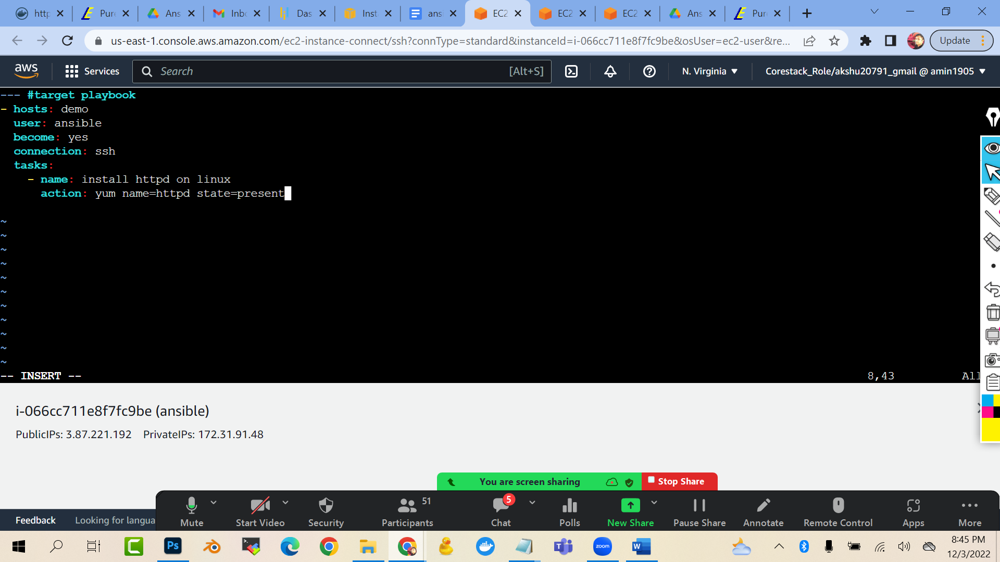 http
Pure
Ans
Inbo
Das
Inst
ansi
EC2
EC2
EC2
Ans
Pur
us-east-1.console.aws.amazon.com/ec2-instance-connect/ssh?connType=standard&instanceId=i-066cc711e8f7fc9be&osUser=ec2-user&re...
Update
aws
Services
Search
[Alt+S]
N. Virginia
Corestack_Role/akshu20791_gmail @ amin1905
--- #target playbook
- hosts: demo
  user: ansible
  become: yes
  connection: ssh
  tasks:
    - name: install httpd on linux
      action: yum name=httpd state=present
~
~
~
~
~
~
~
~
~
~
~
-- INSERT --
8,43
All
i-066cc711e8f7fc9be (ansible)
PublicIPs: 3.87.221.192    PrivateIPs: 172.31.91.48
You are screen sharing
Stop Share
51
5
Mute
Start Video
Security
Participants
Chat
Polls
New Share
Pause Share
Annotate
Remote Control
Apps
More
Feedback
Looking for langua
Ps
zoom
W
8:45 PM
12/3/2022